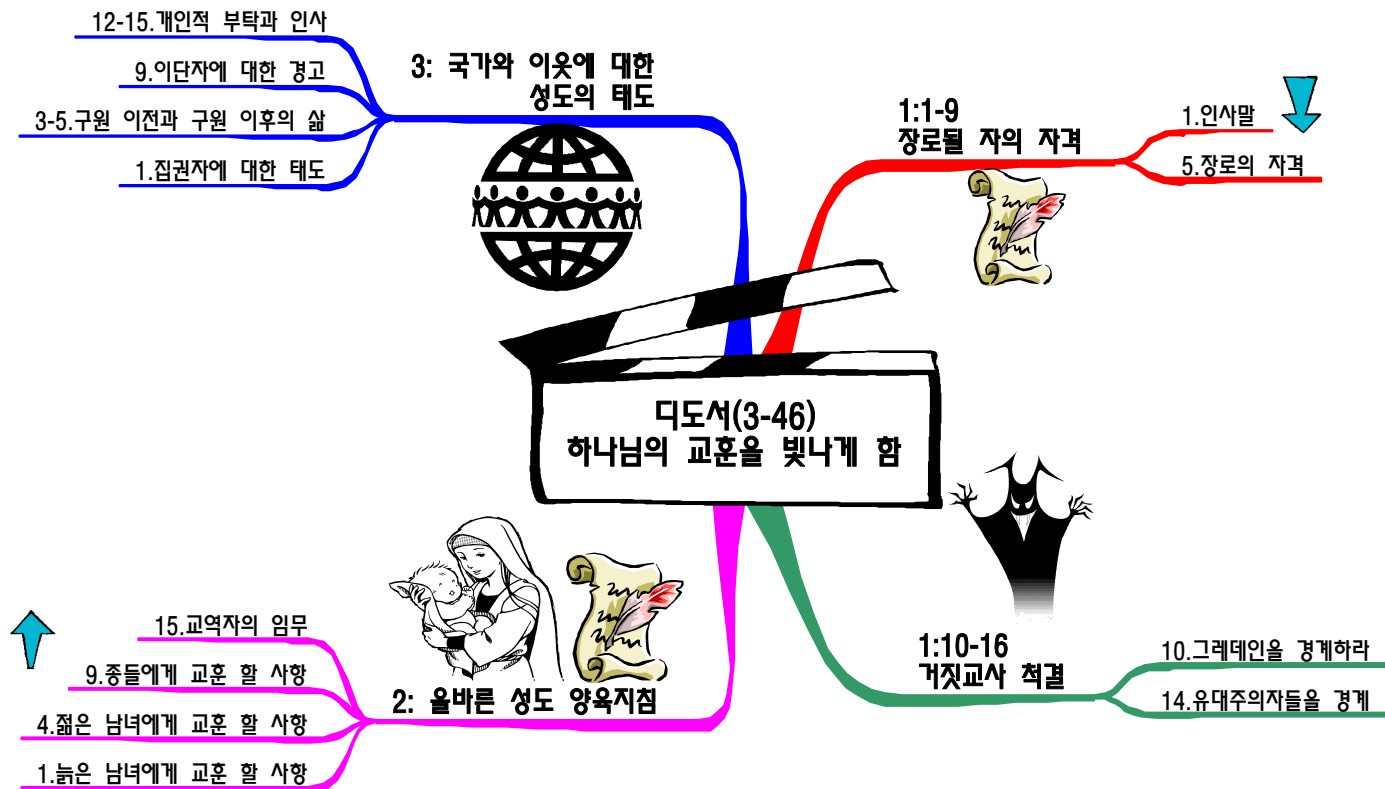 디도서(3-46)
하나님의 교훈을 빛나게 함
1:1-9
장로될 자의 자격
1.인사말
5.장로의 자격
1:10-16
거짓교사 척결
10.그레데인을 경계하라
14.유대주의자들을 경계
2: 올바른 성도 양육지침
15.교역자의 임무
9.종들에게 교훈 할 사항
4.젊은 남녀에게 교훈 할 사항
1.늙은 남녀에게 교훈 할 사항
3: 국가와 이웃에 대한
성도의 태도
12-15.개인적 부탁과 인사
9.이단자에 대한 경고
3-5.구원 이전과 구원 이후의 삶
1.집권자에 대한 태도